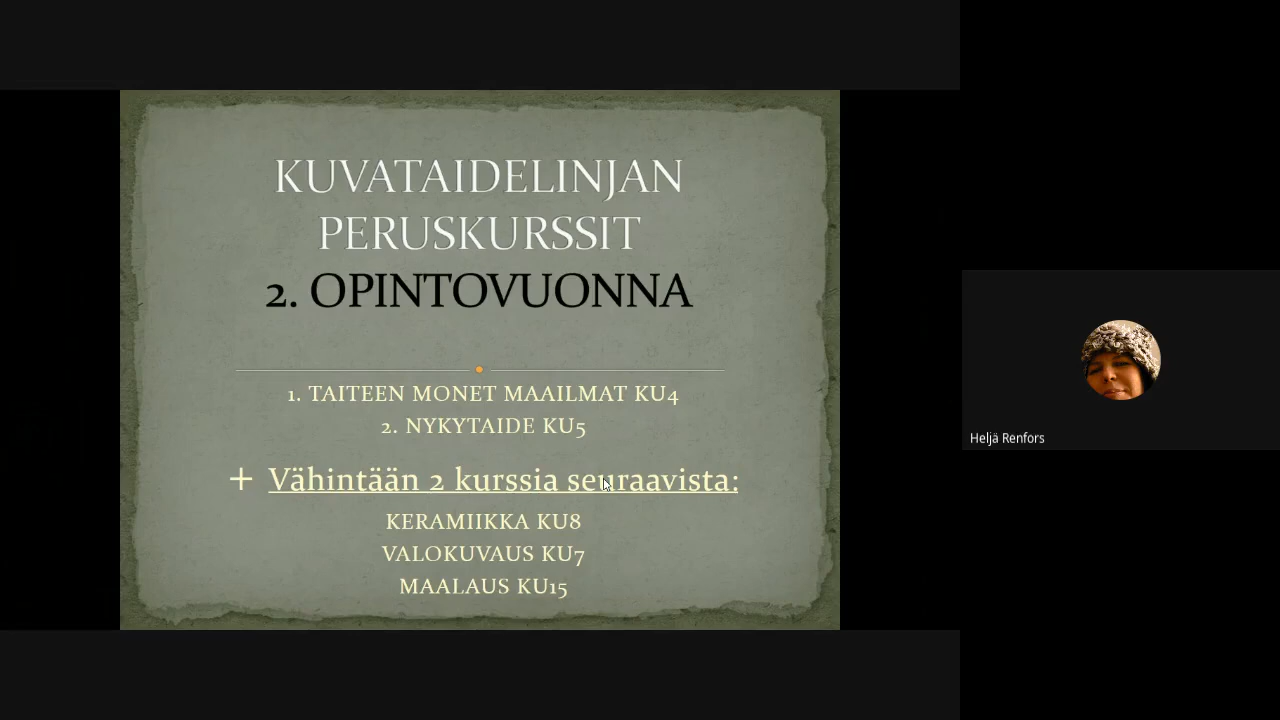 KUVATAIDELINJAN
PERUSKURSSIT
2. OPINTOVUONNA
1. TAITEEN MONET MAAILMAT KU4
2. NYKYTAIDE KU5
+ Vähintään 2 kurssia seuraavista:
KERAMIIKKA KU8
VALOKUVAUS KU7
MAALAUS KU15
Heljä Renfors